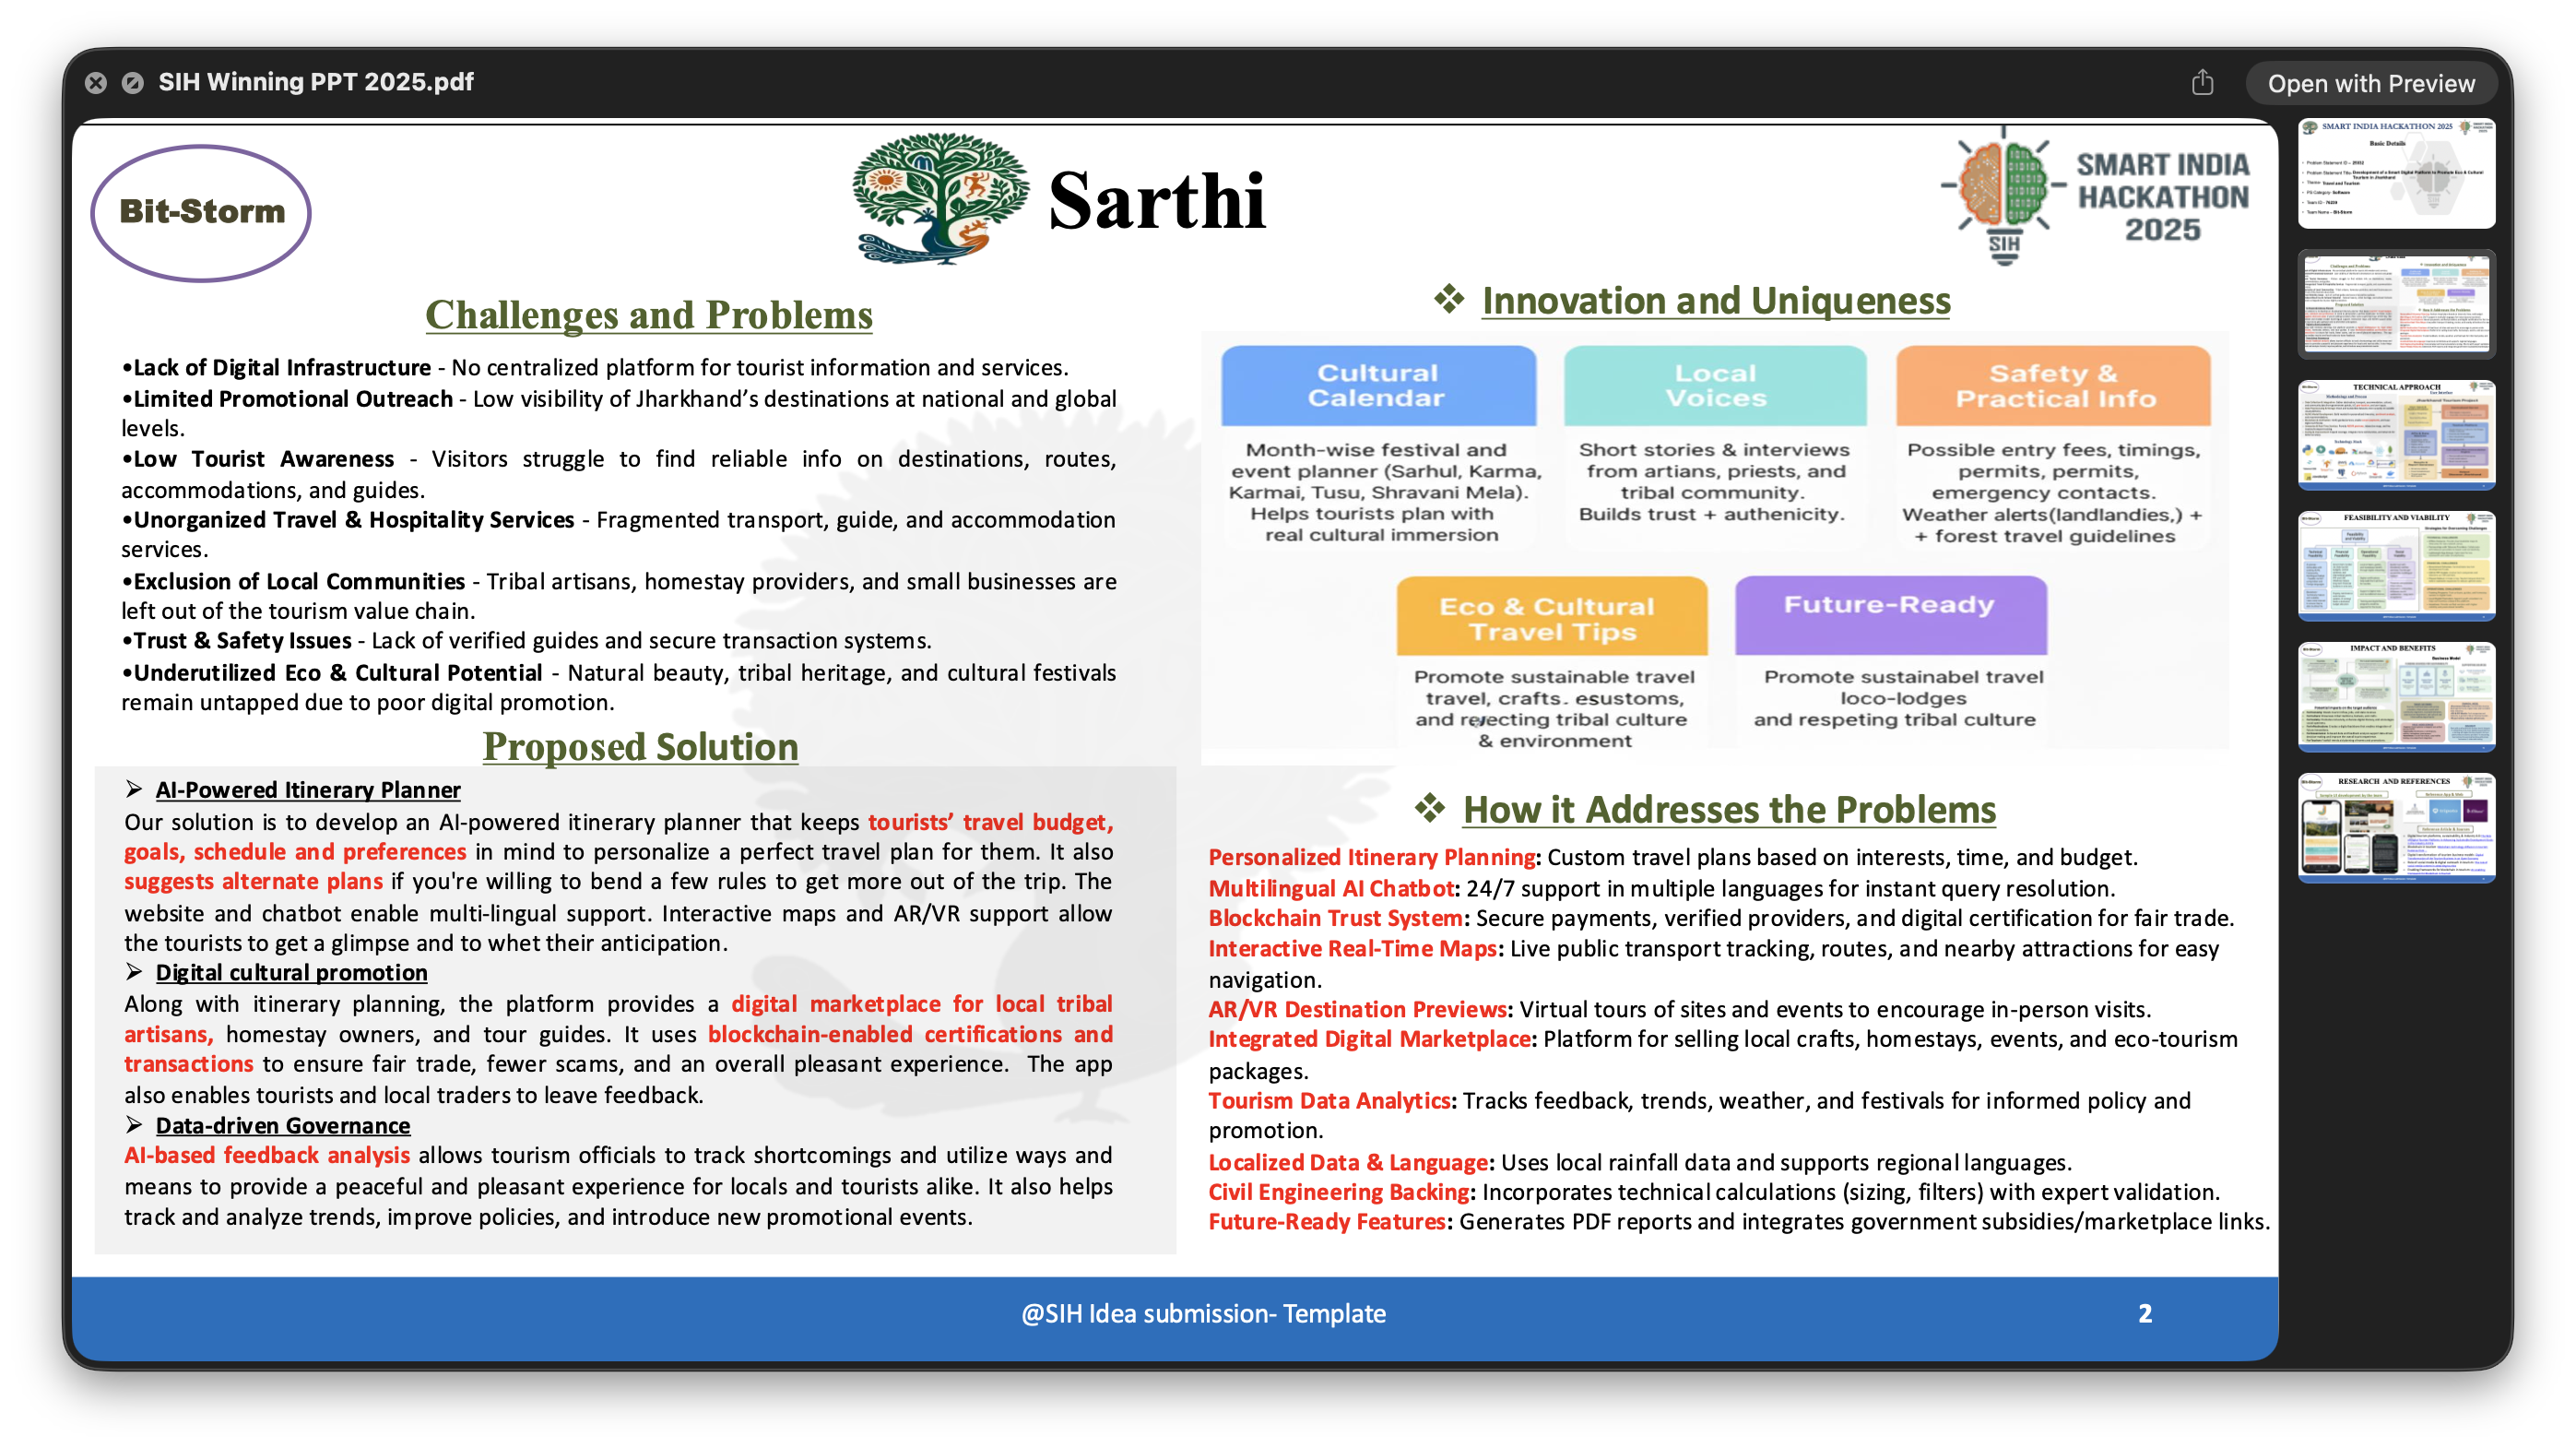 SIH Winning PPT 2025.pdf
Open with Preview
Bit-Storm
Sarthi
SMART INDIA
HACKATHON
2025
SIH
Challenges and Problems
•Lack of Digital Infrastructure - No centralized platform for tourist information and services.
•Limited Promotional Outreach - Low visibility of Jharkhand’s destinations at national and global
levels.
•Low Tourist Awareness - Visitors struggle to find reliable info on destinations, routes,
accommodations, and guides.
•Unorganized Travel & Hospitality Services - Fragmented transport, guide, and accommodation
services.
•Exclusion of Local Communities - Tribal artisans, homestay providers, and small businesses are
left out of the tourism value chain.
•Trust & Safety Issues - Lack of verified guides and secure transaction systems.
•Underutilized Eco & Cultural Potential - Natural beauty, tribal heritage, and cultural festivals
remain untapped due to poor digital promotion.
Proposed Solution
➢ AI-Powered Itinerary Planner
Our solution is to develop an AI-powered itinerary planner that keeps tourists’ travel budget,
goals, schedule and preferences in mind to personalize a perfect travel plan for them. It also
suggests alternate plans if you're willing to bend a few rules to get more out of the trip. The
website and chatbot enable multi-lingual support. Interactive maps and AR/VR support allow
the tourists to get a glimpse and to whet their anticipation.
➢ Digital cultural promotion
Along with itinerary planning, the platform provides a digital marketplace for local tribal
artisans, homestay owners, and tour guides. It uses blockchain-enabled certifications and
transactions to ensure fair trade, fewer scams, and an overall pleasant experience. The app
also enables tourists and local traders to leave feedback.
➢ Data-driven Governance
AI-based feedback analysis allows tourism officials to track shortcomings and utilize ways and
means to provide a peaceful and pleasant experience for locals and tourists alike. It also helps
track and analyze trends, improve policies, and introduce new promotional events.
❖ Innovation and Uniqueness
Cultural
Calendar
Month-wise festival and
event planner (Sarhul, Karma,
Karmai, Tusu, Shravani Mela).
Helps tourists plan with
real cultural immersion
Local
Voices
Short stories & interviews
from artians, priests, and
tribal community.
Builds trust + authenicity.
Safety &
Practical Info
Possible entry fees, timings,
permits, permits,
emergency contacts.
Weather alerts(landlandies,) +
+ forest travel guidelines
Eco & Cultural
Travel Tips
Promote sustainable travel
travel, crafts. esustoms,
and rejecting tribal culture
& environment
Future-Ready
Promote sustainabel travel
loco-lodges
and respeting tribal culture
❖ How it Addresses the Problems
Personalized Itinerary Planning: Custom travel plans based on interests, time, and budget.
Multilingual AI Chatbot: 24/7 support in multiple languages for instant query resolution.
Blockchain Trust System: Secure payments, verified providers, and digital certification for fair trade.
Interactive Real-Time Maps: Live public transport tracking, routes, and nearby attractions for easy
navigation.
AR/VR Destination Previews: Virtual tours of sites and events to encourage in-person visits.
Integrated Digital Marketplace: Platform for selling local crafts, homestays, events, and eco-tourism
packages.
Tourism Data Analytics: Tracks feedback, trends, weather, and festivals for informed policy and
promotion.
Localized Data & Language: Uses local rainfall data and supports regional languages.
Civil Engineering Backing: Incorporates technical calculations (sizing, filters) with expert validation.
Future-Ready Features: Generates PDF reports and integrates government subsidies/marketplace links.
@SIH Idea submission- Template
2
SMART INDIA HACKATHON 2025
Basic Details
TECHNICAL APPROACH
FEASIBILITY AND VIABILITY
IMPACT AND BENEFITS
RESEARCH AND REFERENCES